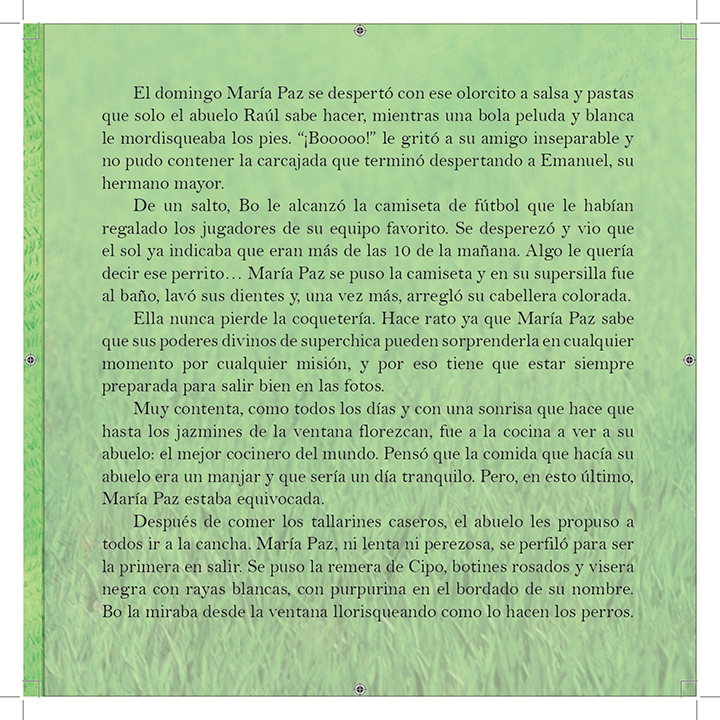 El domingo María Paz se despertó con ese olorcito a salsa y pastas
que solo el abuelo Raúl sabe hacer, mientras una bola peluda y blanca
le mordisqueaba los pies. “¡Booooo!” le gritó a su amigo inseparable y
no pudo contener la carcajada que terminó despertando a Emanuel, su
hermano mayor.
De un salto, Bo le alcanzó la camiseta de fútbol que le habían
regalado los jugadores de su equipo favorito. Se desperezó y vio que
el sol ya indicaba que eran más de las 10 de la mañana. Algo le quería
decir ese perrito… María Paz se puso la camiseta y en su supersilla fue
al baño, lavó sus dientes y, una vez más, arregló su cabellera colorada.
Ella nunca pierde la coquetería. Hace rato ya que María Paz sabe
que sus poderes divinos de superchica pueden sorprenderla en cualquier
momento por cualquier misión, y por eso tiene que estar siempre
preparada para salir bien en las fotos.
Muy contenta, como todos los días y con una sonrisa que hace que
hasta los jazmines de la ventana florezcan, fue a la cocina a ver a su
abuelo: el mejor cocinero del mundo. Pensó que la comida que hacía su
abuelo era un manjar y que sería un día tranquilo. Pero, en esto último,
María Paz estaba equivocada.
Después de comer los tallarines caseros, el abuelo les propuso a
todos ir a la cancha. María Paz, ni lenta ni perezosa, se perfiló para ser
la primera en salir. Se puso la remera de Cipo, botines rosados y visera
negra con rayas blancas, con purpurina en el bordado de su nombre.
Bo la miraba desde la ventana llorisqueando como lo hacen los perros.